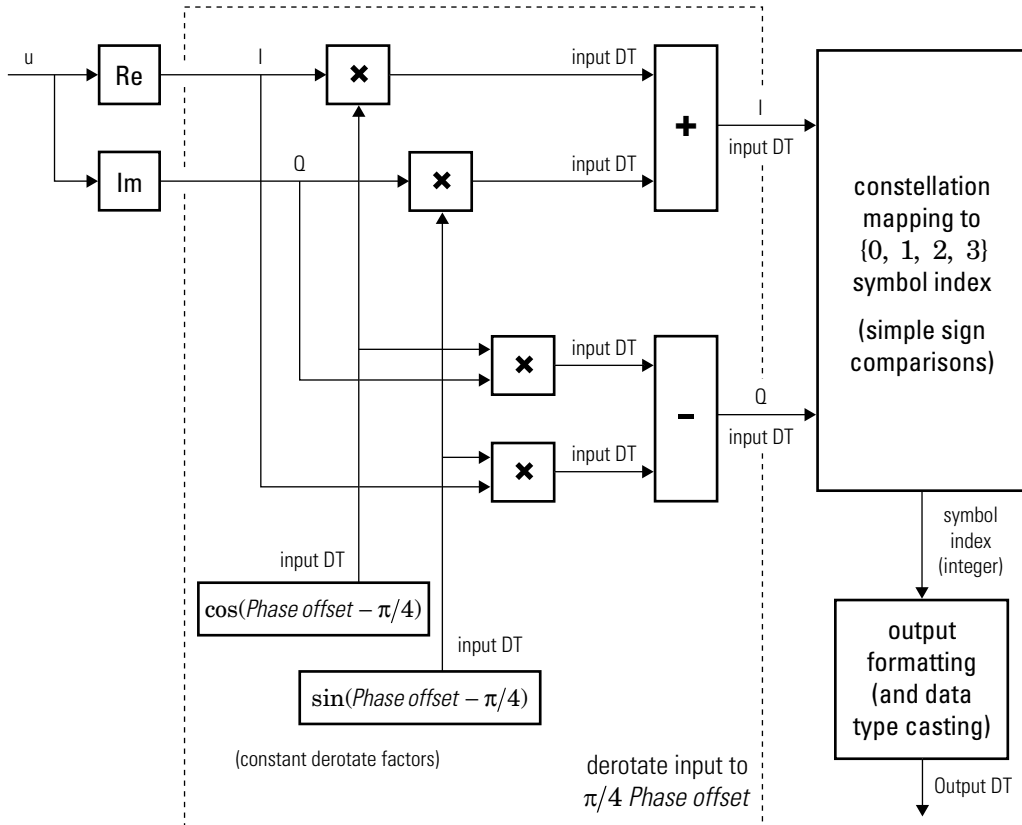 u
Re
I
×
input DT
+
I
input DT
Im
Q
×
input DT
constellation
mapping to
{0, 1, 2, 3}
symbol index
(simple sign
comparisons)
×
input DT
−
Q
input DT
×
input DT
input DT
cos(Phase offset − π/4)
input DT
sin(Phase offset − π/4)
(constant derotate factors)
derotate input to
π/4 Phase offset
symbol
index
(integer)
output
formatting
(and data
type casting)
Output DT